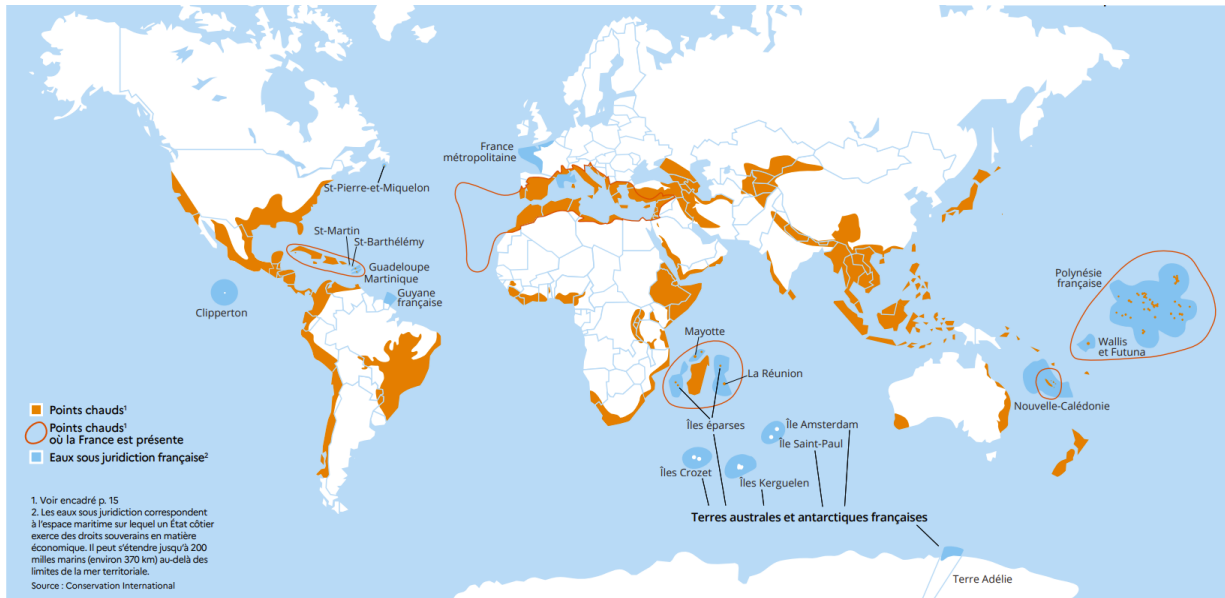 France
métropolitaine
St-Pierre-et-Miquelon
St-Martin
St-Barthélémy
Guadeloupe
Martinique
Guyane
française
Clipperton
Polynésie
française
Wallis
et Futuna
Mayotte
La Réunion
Nouvelle-Calédonie
Îles éparses
Île Amsterdam
Île Saint-Paul
Îles Crozet
Îles Kerguelen
Terres australes et antarctiques françaises
Terre Adélie
Points chauds¹
Points chauds¹
où la France est présente
Eaux sous juridiction française²
1. Voir encadré p. 15
2. Les eaux sous juridiction correspondent
à l'espace maritime sur lequel un État côtier
exerce des droits souverains en matière
économique. Il peut s'étendre jusqu'à 200
milles marins (environ 370 km) au-delà des
limites de la mer territoriale.
Source : Conservation International